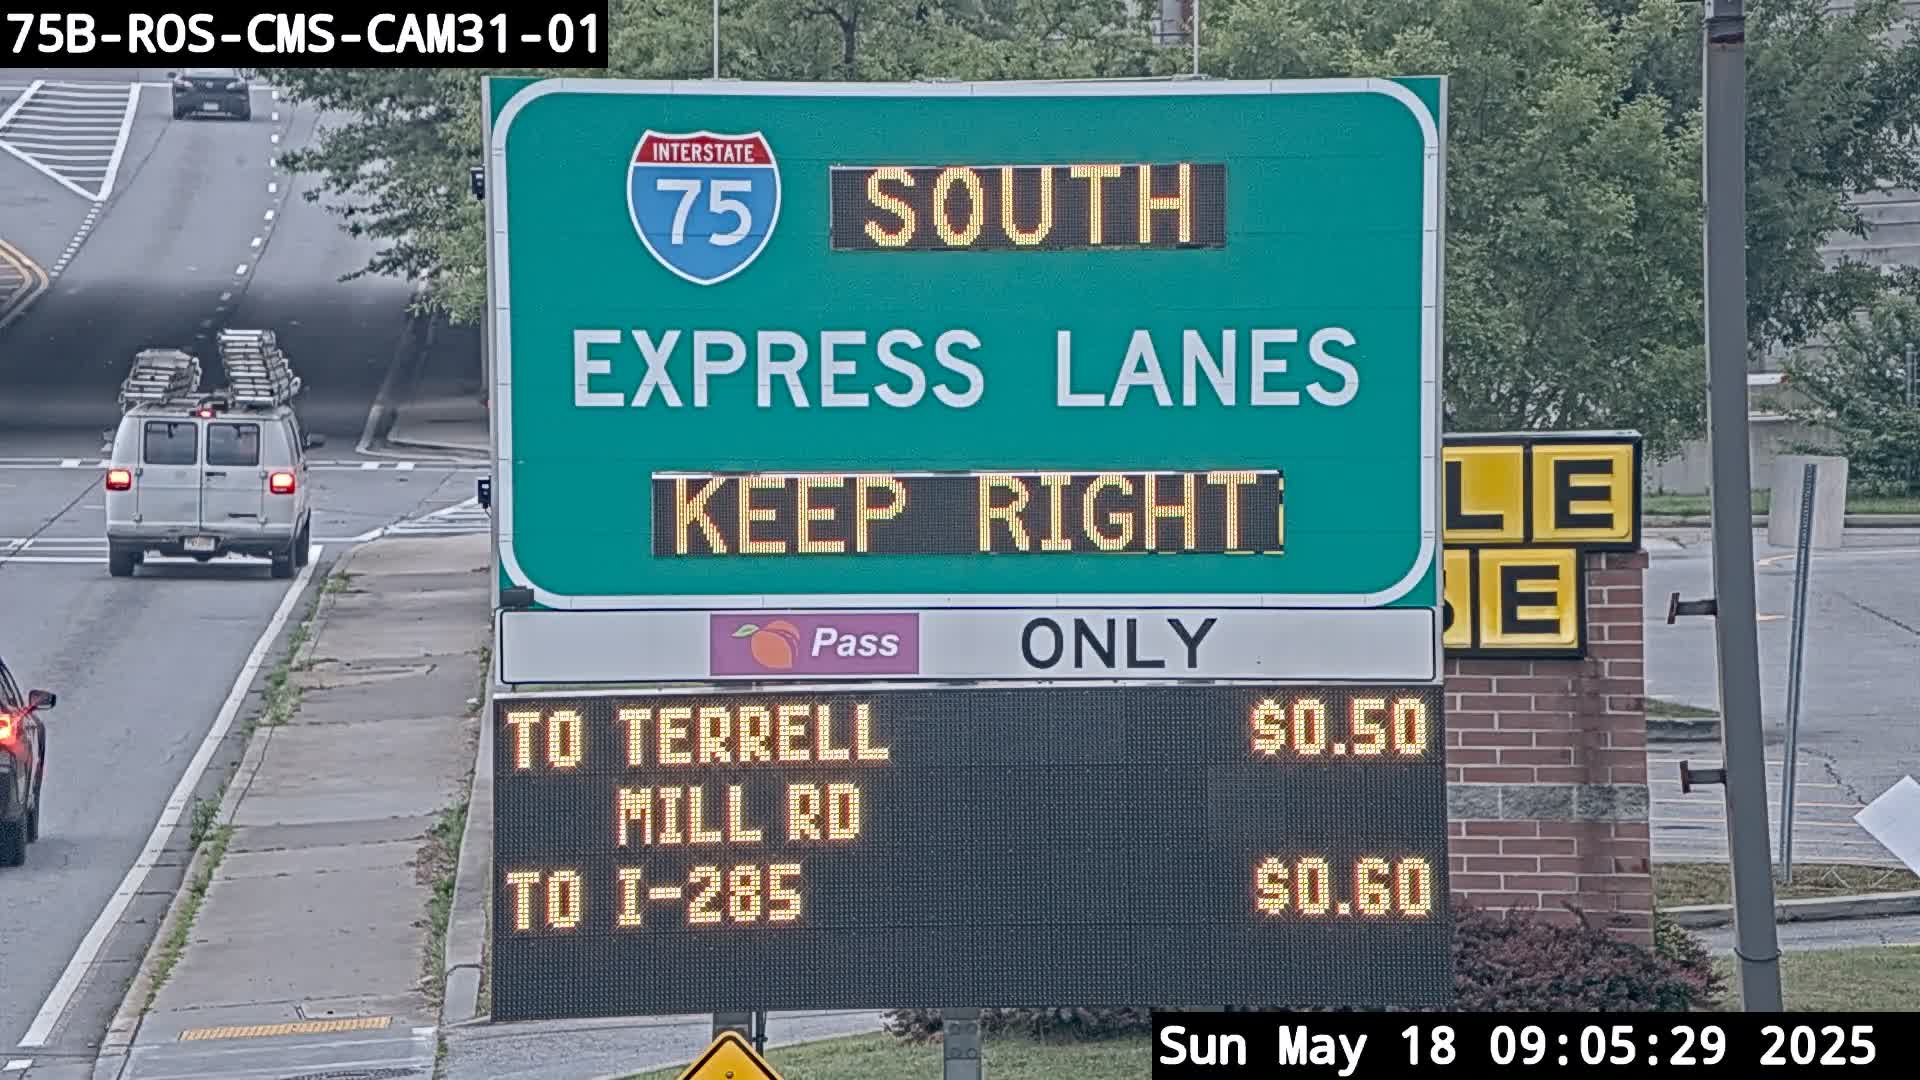 75B-ROS-CMS-CAM31-01
INTERSTATE
75
SOUTH
EXPRESS LANES
KEEP RIGHT
Pass ONLY
TO TERRELL $0.50
MILL RD
TO I-285 $0.60
LE
E
Sun May 18 09:05:29 2025